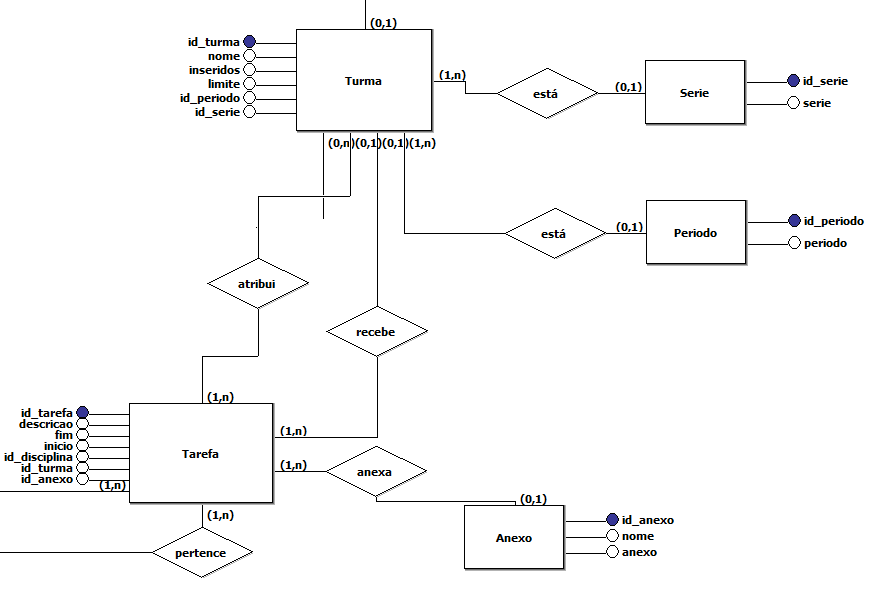 (0,1)
id_turma
nome
inseridos
limite
id_periodo
id_serie
Turma
(1,n)
está
(0,1)
Serie
id_serie
serie
(0,n)(0,1)(0,1)(1,n)
está
(0,1)
Periodo
id_periodo
periodo
atribui
recebe
(1,n)
id_tarefa
descricao
fim
inicio
id_disciplina
id_turma
id_anexo
(1,n)
Tarefa
(1,n)
(1,n)
anexa
(0,1)
(1,n)
pertence
Anexo
id_anexo
nome
anexo